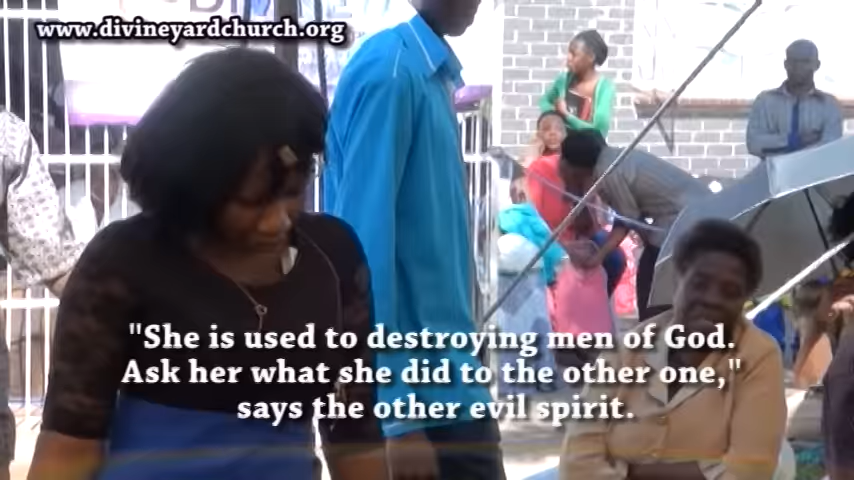 www.divineyardchurch.org
"She is used to destroying men of God.
Ask her what she did to the other one,"
says the other evil spirit.